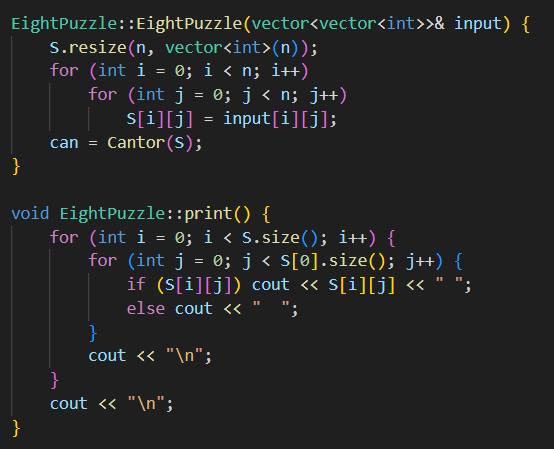 EightPuzzle::EightPuzzle(vector<vector<int>>& input) {
    S.resize(n, vector<int>(n));
    for (int i = 0; i < n; i++)
        for (int j = 0; j < n; j++)
            S[i][j] = input[i][j];
    can = Cantor(S);
}

void EightPuzzle::print() {
    for (int i = 0; i < S.size(); i++) {
        for (int j = 0; j < S[0].size(); j++) {
            if (S[i][j]) cout << S[i][j] << " ";
            else cout << "  ";
        }
        cout << "\n";
    }
    cout << "\n";
}